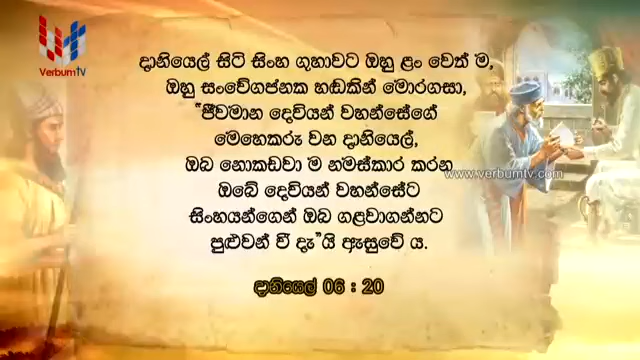 VerbumTV
දානියෙල් සිටි සිංහ ගුහාවට ඔහු ළං වෙත් ම,
ඔහු සංවේගජනක හඬකින් මොරගසා,
"ජීවමාන දෙවියන් වහන්සේගේ
මෙහෙකරු වන දානියෙල්,
ඔබ නොකඩවා ම නමස්කාර කරන
www.verbumtv.com
ඔබේ දෙවියන් වහන්සේට
සිංහයන්ගෙන් ඔබ ගළවාගන්නට
පුළුවන් වී දැ"යි ඇසුවේ ය.
දානියෙල් 06 : 20